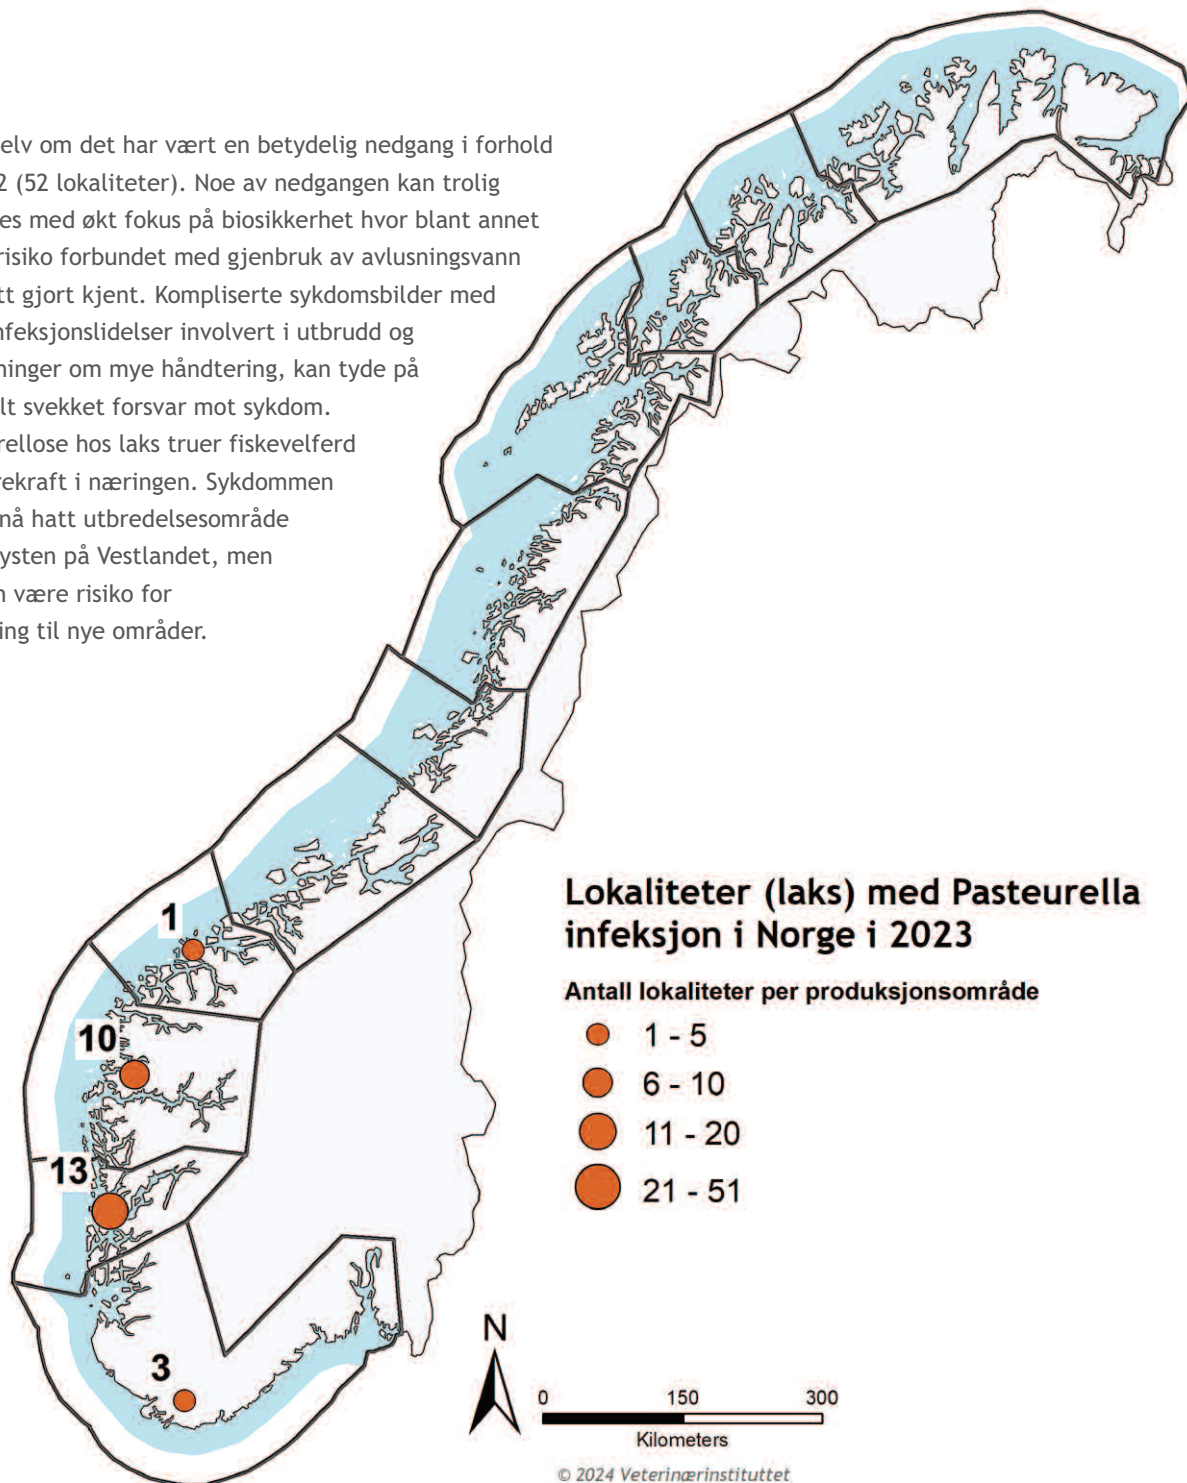 elv om det har vært en betydelig nedgang i forhold
2 (52 lokaliteter). Noe av nedgangen kan trolig
es med økt fokus på biosikkerhet hvor blant annet
risiko forbundet med gjenbruk av avlusningsvann
tt gjort kjent. Kompliserte sykdomsbilder med
nfeksjonslidelser involvert i utbrudd og
ninger om mye håndtering, kan tyde på
lt svekket forsvar mot sykdom.
rellose hos laks truer fiskevelferd
rekraft i næringen. Sykdommen
nå hatt utbredelsesområde
ysten på Vestlandet, men
n være risiko for
ing til nye områder.
1
10
13
3
Lokaliteter (laks) med Pasteurella
infeksjon i Norge i 2023
Antall lokaliteter per produksjonsområde
1 - 5
6 - 10
11 - 20
21 - 51
N
0 150 300
Kilometers
© 2024 Veterinærinstituttet